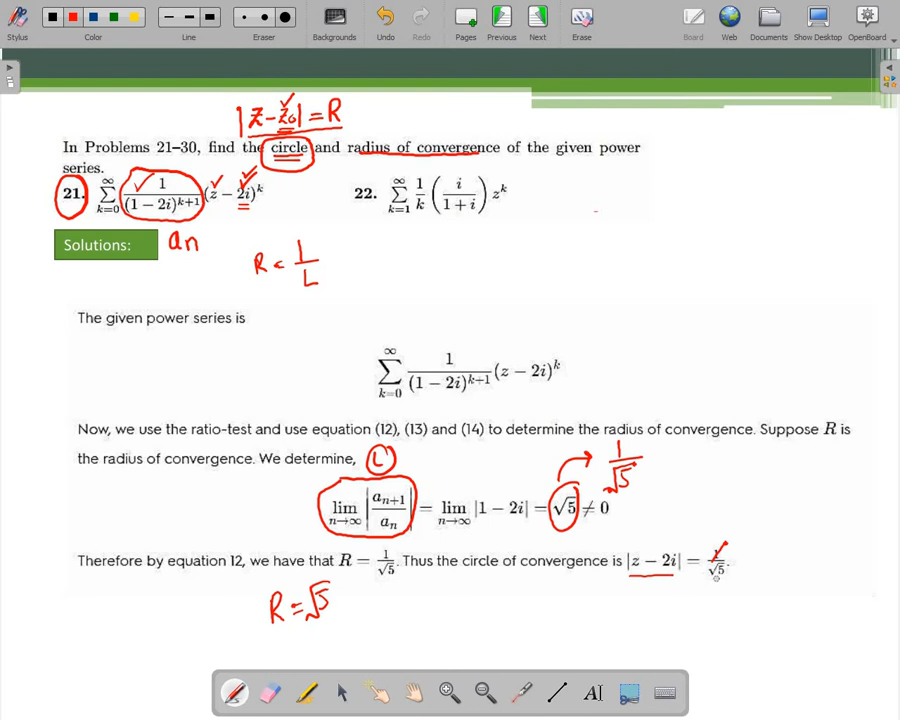 Stylus Color Line Eraser Backgrounds Undo Redo Pages Previous Next Erase Board Web Documents Show Desktop OpenBoard
|z-z₀| = R
In Problems 21–30, find the circle and radius of convergence of the given power
series.
21. ∑_{k=0}^{∞} 1/(1 − 2i)^{k+1} (z − 2i)^k
22. ∑_{k=1}^{∞} 1/k (i/(1+i)) z^k
Solutions:
an
R = 1/L
The given power series is
∑_{k=0}^{∞} 1/(1 − 2i)^{k+1} (z − 2i)^k
Now, we use the ratio-test and use equation (12), (13) and (14) to determine the radius of convergence. Suppose R is
the radius of convergence. We determine, L
1/√5
lim_{n→∞} |a_{n+1}/a_n| = lim_{n→∞} |1 − 2i| = √5 ≠ 0
Therefore by equation 12, we have that R = 1/√5. Thus the circle of convergence is |z − 2i| = 1/√5.
R = √5